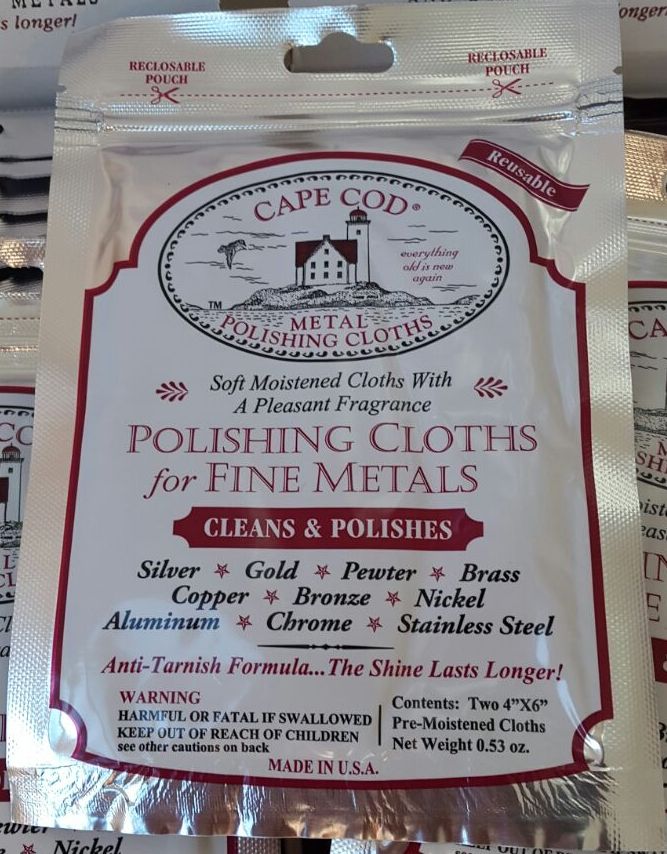 METALS
s longer!
onger!
RECLOSABLE
POUCH
RECLOSABLE
POUCH
Reusable
CAPE COD®
everything
old is new
again
TM
METAL
POLISHING CLOTHS
Soft Moistened Cloths With
A Pleasant Fragrance
POLISHING CLOTHS
for FINE METALS
CLEANS & POLISHES
Silver * Gold * Pewter * Brass
Copper * Bronze * Nickel
Aluminum * Chrome * Stainless Steel
Anti-Tarnish Formula...The Shine Lasts Longer!
WARNING
HARMFUL OR FATAL IF SWALLOWED
KEEP OUT OF REACH OF CHILDREN
see other cautions on back
Contents: Two 4"X6"
Pre-Moistened Cloths
Net Weight 0.53 oz.
MADE IN U.S.A.
Nickel